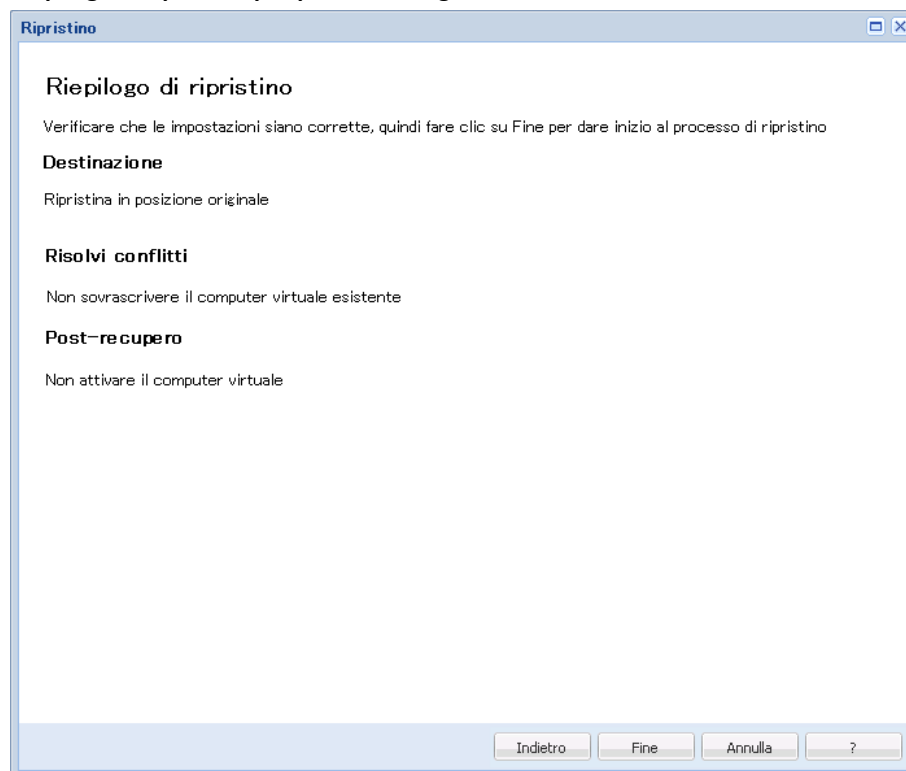 Ripristino
Riepilogo di ripristino
Verificare che le impostazioni siano corrette, quindi fare clic su Fine per dare inizio al processo di ripristino
Destinazione
Ripristina in posizione originale
Risolvi conflitti
Non sovrascrivere il computer virtuale esistente
Post-recupero
Non attivare il computer virtuale
Indietro Fine Annulla ?